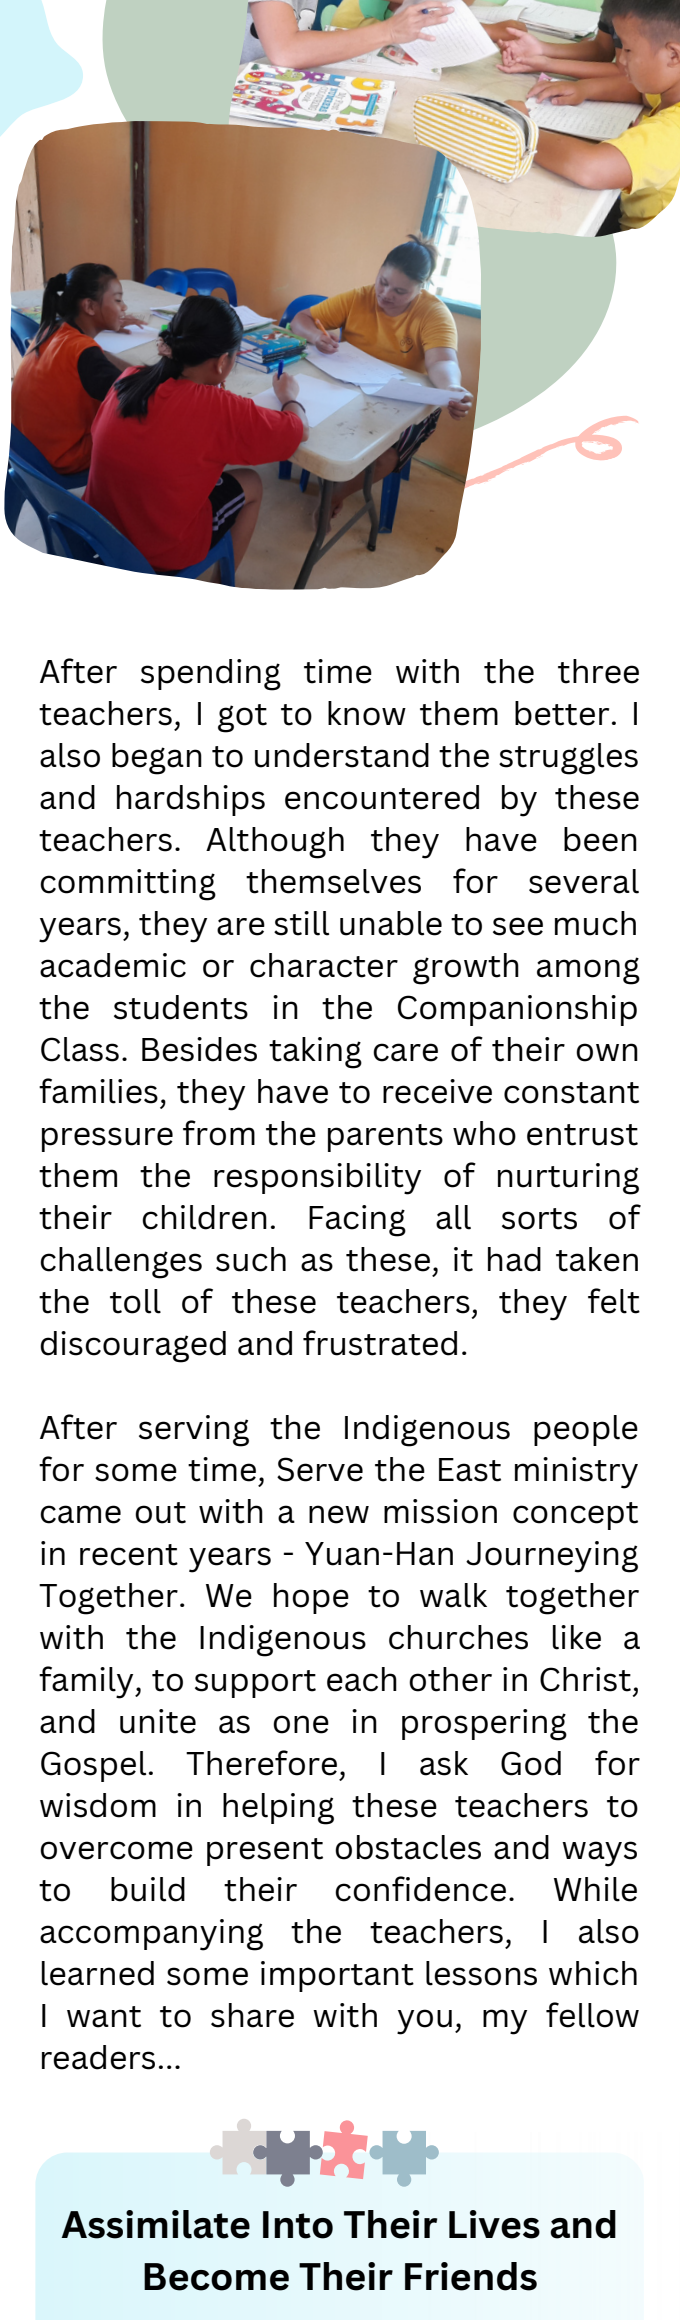 After spending time with the three
teachers, I got to know them better. I
also began to understand the struggles
and hardships encountered by these
teachers. Although they have been
committing themselves for several
years, they are still unable to see much
academic or character growth among
the students in the Companionship
Class. Besides taking care of their own
families, they have to receive constant
pressure from the parents who entrust
them the responsibility of nurturing
their children. Facing all sorts of
challenges such as these, it had taken
the toll of these teachers, they felt
discouraged and frustrated.
After serving the Indigenous people
for some time, Serve the East ministry
came out with a new mission concept
in recent years - Yuan-Han Journeying
Together. We hope to walk together
with the Indigenous churches like a
family, to support each other in Christ,
and unite as one in prospering the
Gospel. Therefore, I ask God for
wisdom in helping these teachers to
overcome present obstacles and ways
to build their confidence. While
accompanying the teachers, I also
learned some important lessons which
I want to share with you, my fellow
readers...
Assimilate Into Their Lives and
Become Their Friends